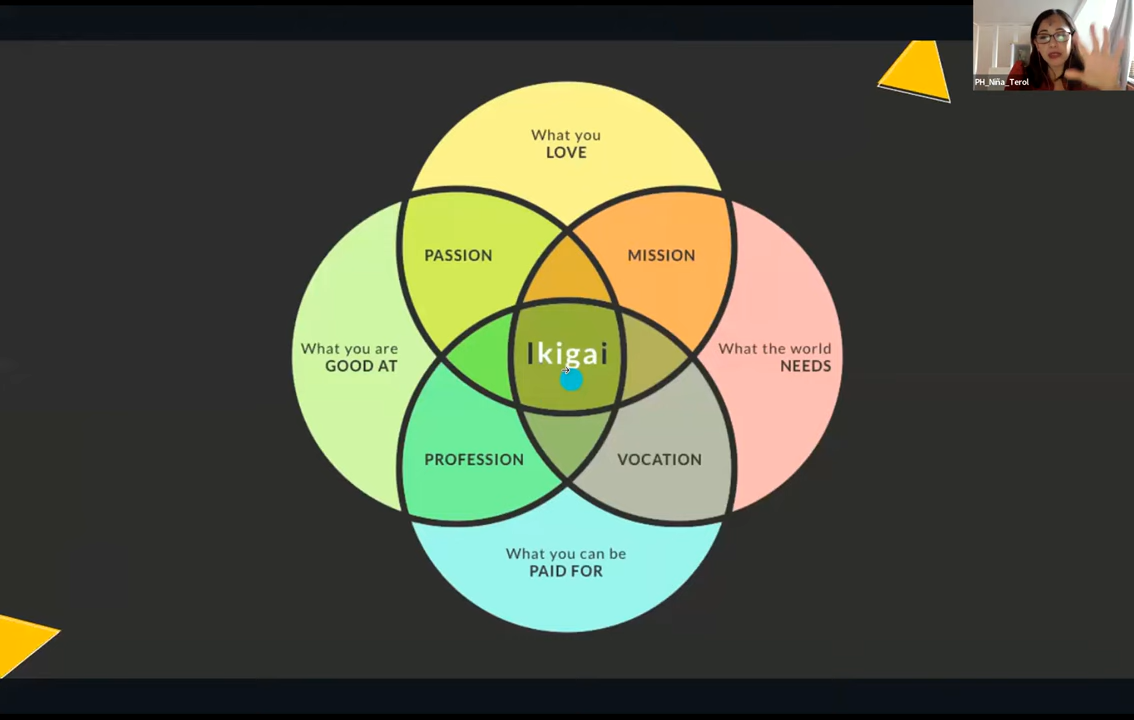 PH_Niña_Terol
What you
LOVE
PASSION
MISSION
What you are
GOOD AT
Ikigai
What the world
NEEDS
PROFESSION
VOCATION
What you can be
PAID FOR